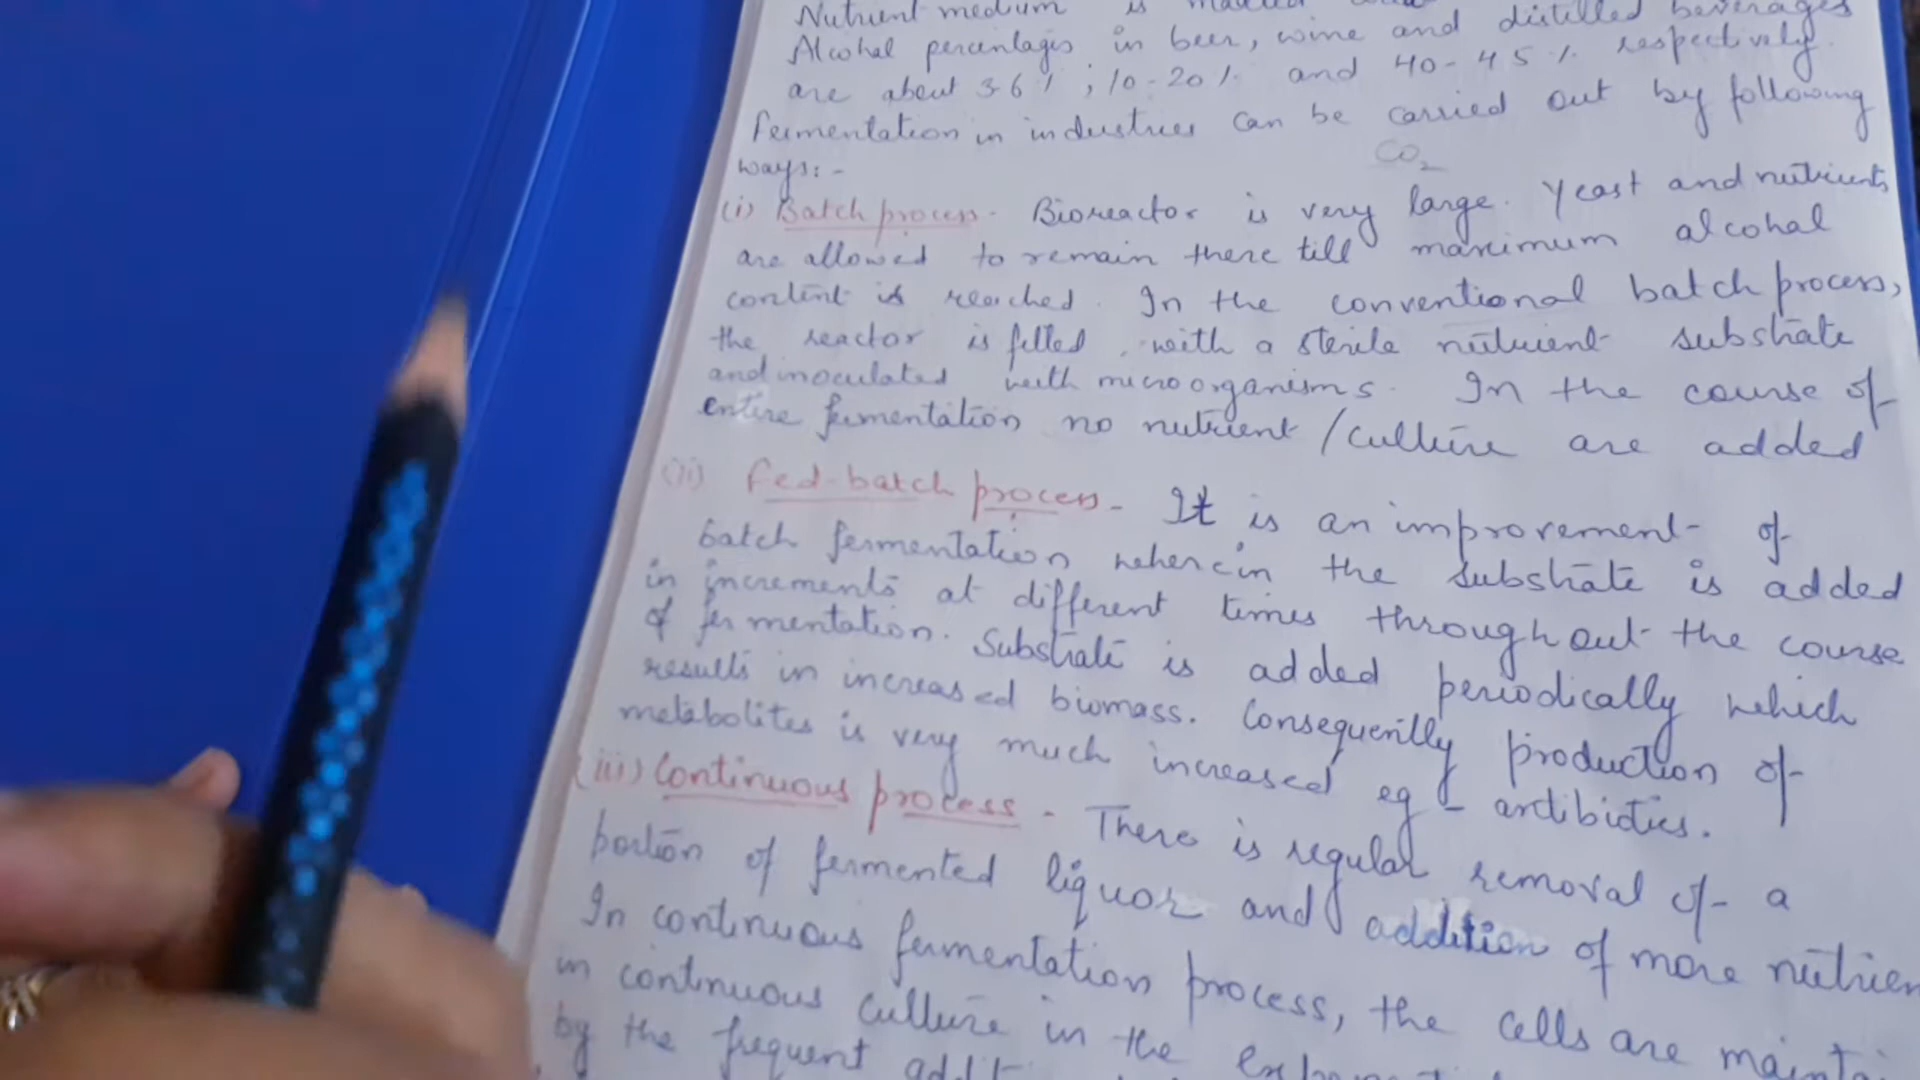 Nutrient medium is
Alcohal percentages in beer, wine and distilled beverages
are about 3-6%; 10-20% and 40-45% respectively.
Fermentation in industries can be carried out by following
ways:-
CO2
(i) Batch process- Bioreactor is very large. Yeast and nutrients
are allowed to remain there till maximum alcohal
content is reached. In the conventional batch process,
the reactor is filled with a sterile nutrient substrate
and inoculated with microorganisms. In the course of
entire fermentation no nutrient/culture are added
(ii) Fed-batch process- It is an improvement of
batch fermentation wherein the substrate is added
in increments at different times throughout the course
of fermentation. Substrate is added periodically which
results in increased biomass. Consequently production of
metabolites is very much increased eg- antibiotics.
(iii) Continuous process- There is regular removal of a
portion of fermented liquor and addition of more nutrien
In continuous fermentation process, the cells are
in continuous culture in the
by the frequent